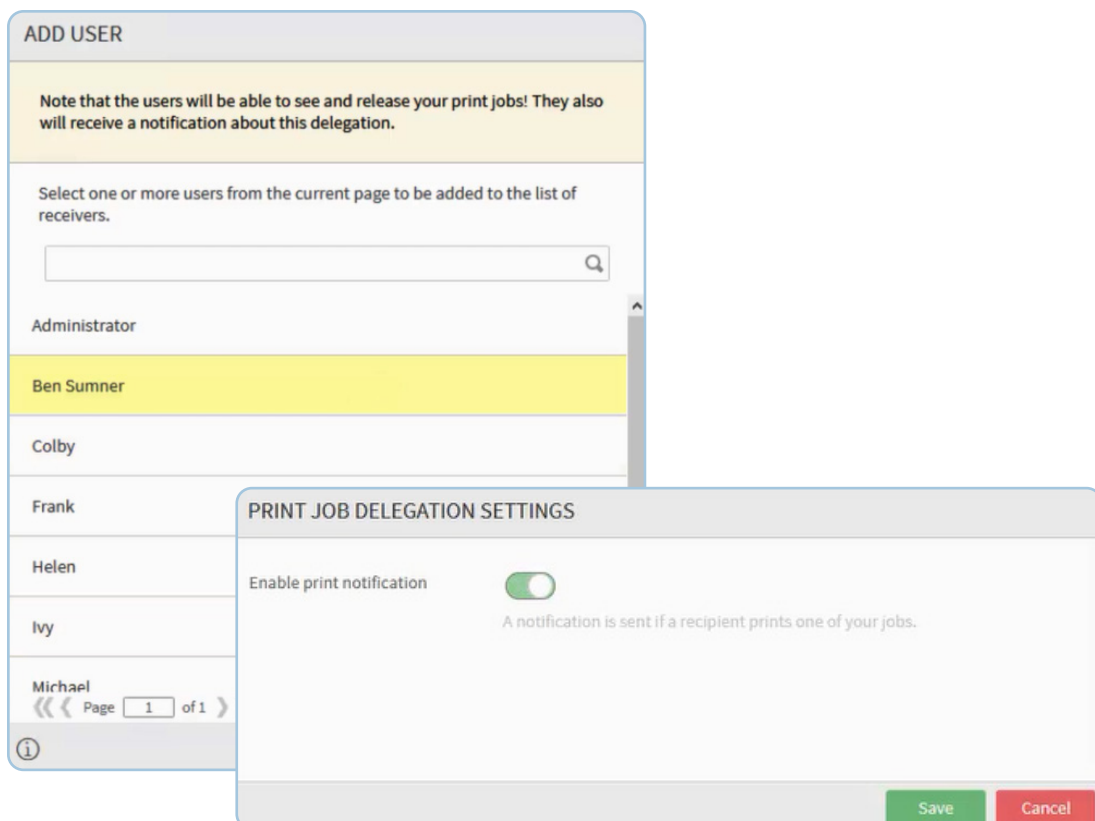 ADD USER
Note that the users will be able to see and release your print jobs! They also
will receive a notification about this delegation.
Select one or more users from the current page to be added to the list of
receivers.
Administrator
Ben Sumner
Colby
Frank
Helen
Ivy
Michael
Page 1 of 1
PRINT JOB DELEGATION SETTINGS
Enable print notification
A notification is sent if a recipient prints one of your jobs.
Save Cancel